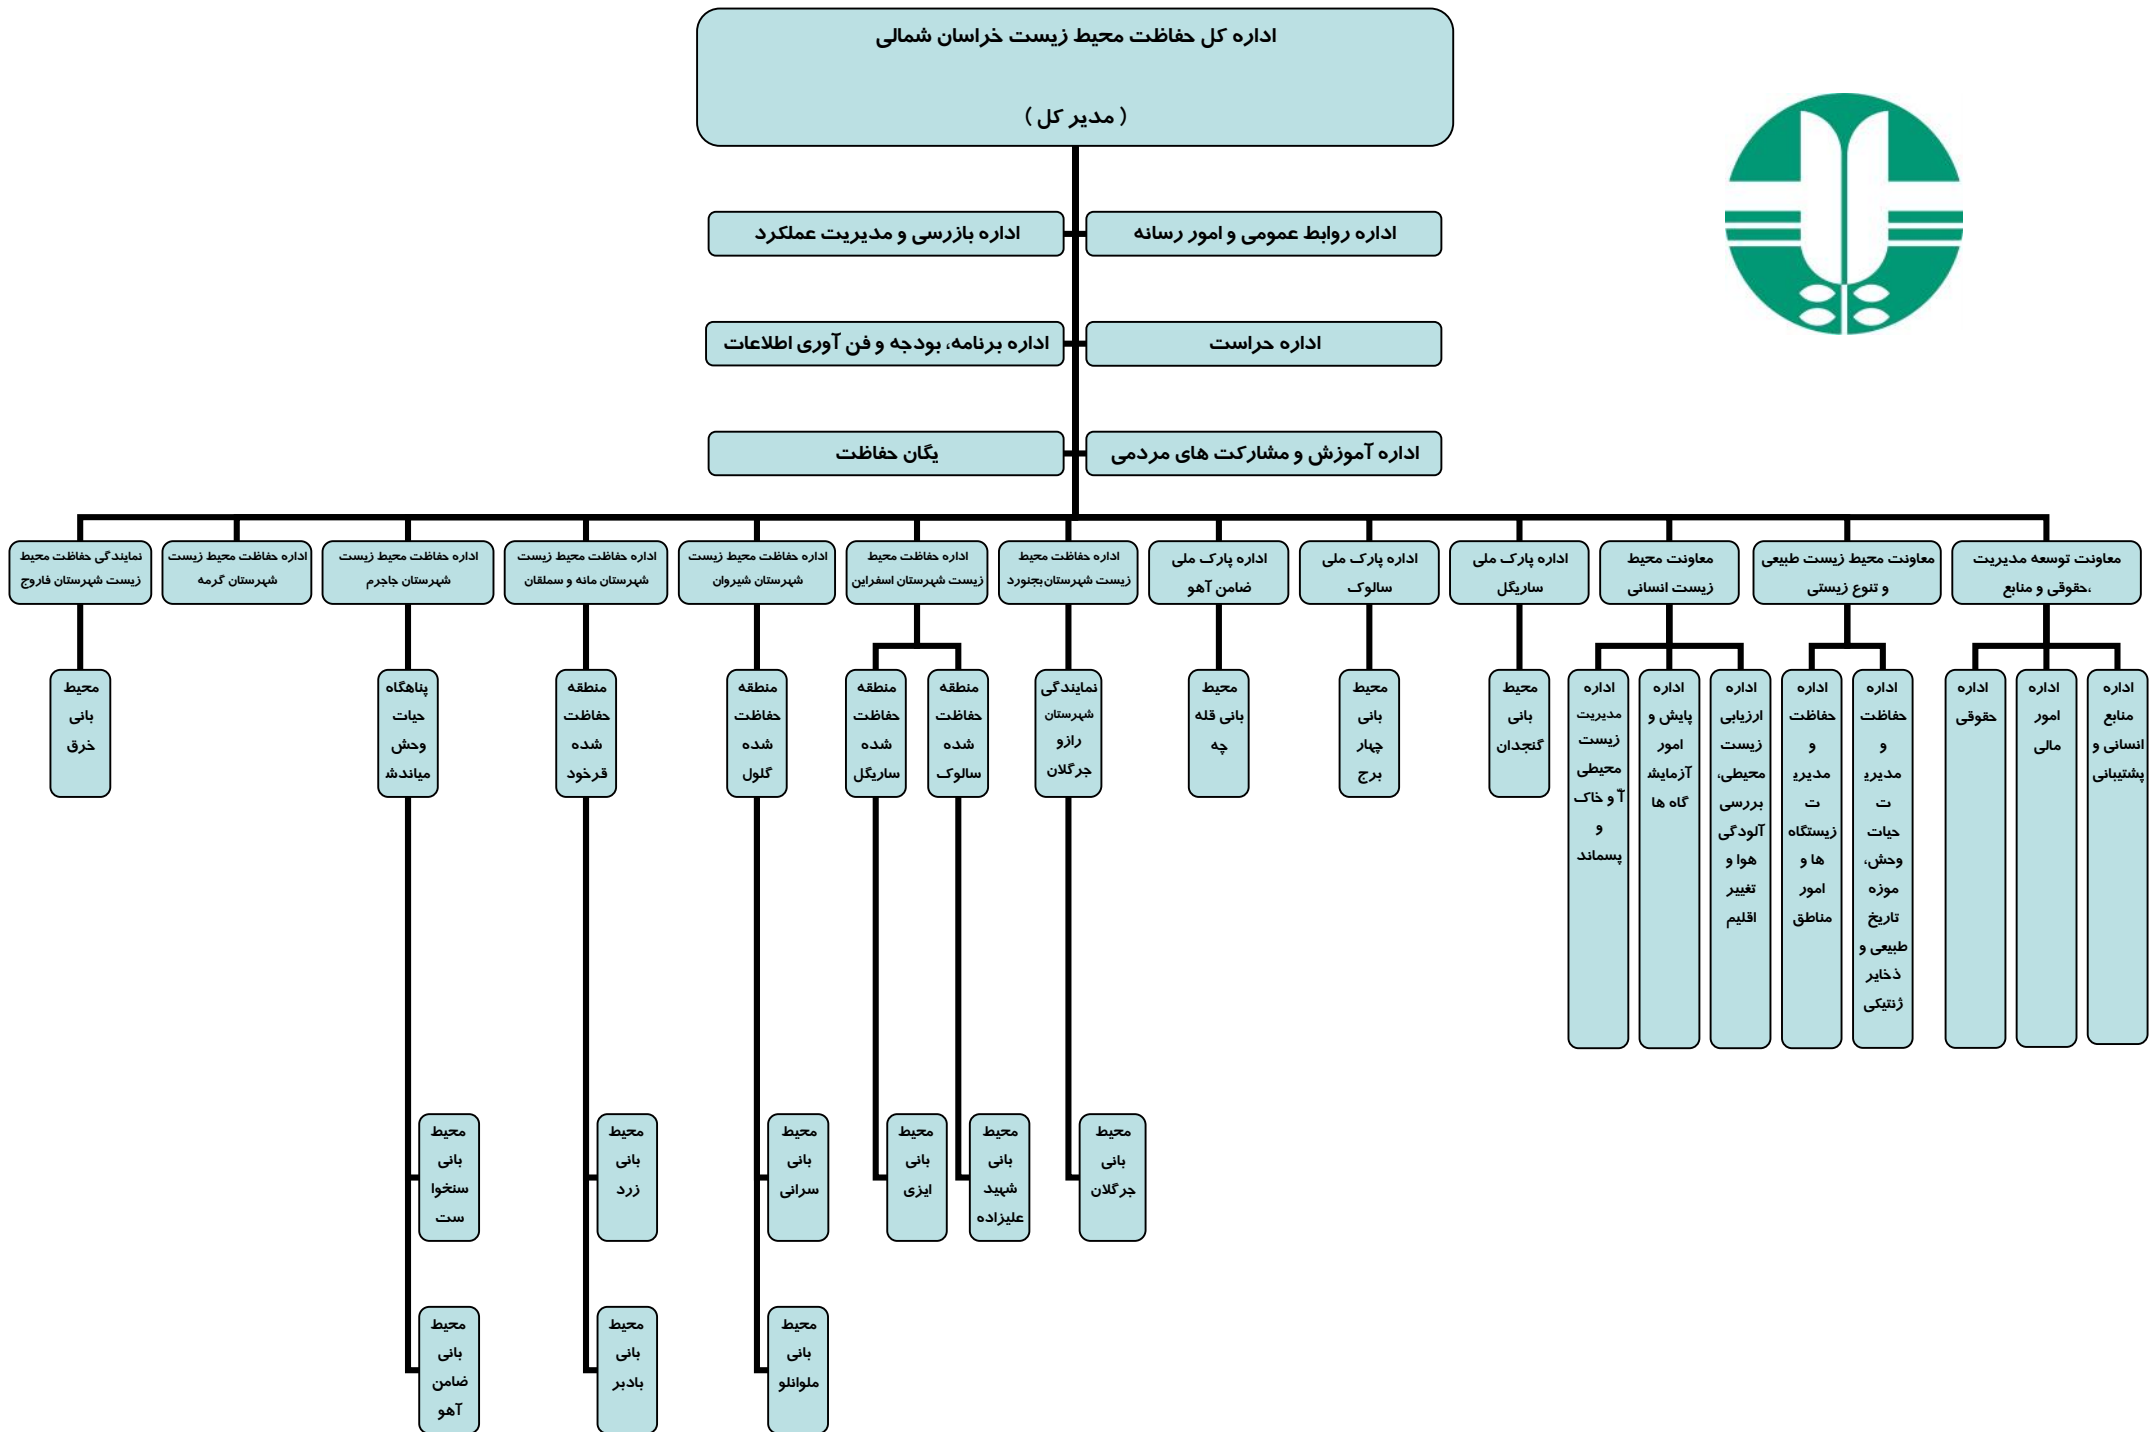 اداره کل حفاظت محیط زیست خراسان شمالی
( مدیر کل )
اداره روابط عمومی و امور رسانه
اداره بازرسی و مدیریت عملکرد
اداره حراست
اداره برنامه، بودجه و فن آوری اطلاعات
اداره آموزش و مشارکت های مردمی
یگان حفاظت
معاونت توسعه مدیریت
،حقوقی و منابع
معاونت محیط زیست طبیعی
و تنوع زیستی
معاونت محیط
زیست انسانی
اداره پارک ملی
ساریگل
اداره پارک ملی
سالوک
اداره پارک ملی
ضامن آهو
اداره حفاظت محیط
زیست شهرستان بجنورد
اداره حفاظت محیط
زیست شهرستان اسفراین
اداره حفاظت محیط زیست
شهرستان شیروان
اداره حفاظت محیط زیست
شهرستان مانه و سملقان
اداره حفاظت محیط زیست
شهرستان جاجرم
اداره حفاظت محیط زیست
شهرستان گرمه
نمایندگی حفاظت محیط
زیست شهرستان فاروج
اداره
منابع
انسانی و
پشتیبانی
اداره
امور
مالی
اداره
حقوقی
اداره
حفاظت
و
مدیری
ت
حیات
وحش،
موزه
تاریخ
طبیعی و
ذخایر
ژنتیکی
اداره
حفاظت
و
مدیری
ت
زیستگاه
ها و
امور
مناطق
اداره
ارزیابی
زیست
محیطی،
بررسی
آلودگی
هوا و
تغییر
اقلیم
اداره
پایش و
امور
آزمایش
گاه ها
اداره
مدیریت
زیست
محیطی
آّ و خاک
و
پسماند
محیط
بانی
گنجدان
محیط
بانی
چهار
برج
محیط
بانی قله
چه
نمایندگی
شهرستان
رازو
جرگلان
منطقه
حفاظت
شده
سالوک
منطقه
حفاظت
شده
ساریگل
منطقه
حفاظت
شده
گلول
منطقه
حفاظت
شده
قرخود
پناهگاه
حیات
وحش
میاندش
محیط
بانی
خرق
محیط
بانی
جرگلان
محیط
بانی
شهید
علیزاده
محیط
بانی
ایزی
محیط
بانی
سرانی
محیط
بانی
زرد
محیط
بانی
سنخوا
ست
محیط
بانی
ملوانلو
محیط
بانی
بادبر
محیط
بانی
ضامن
آهو